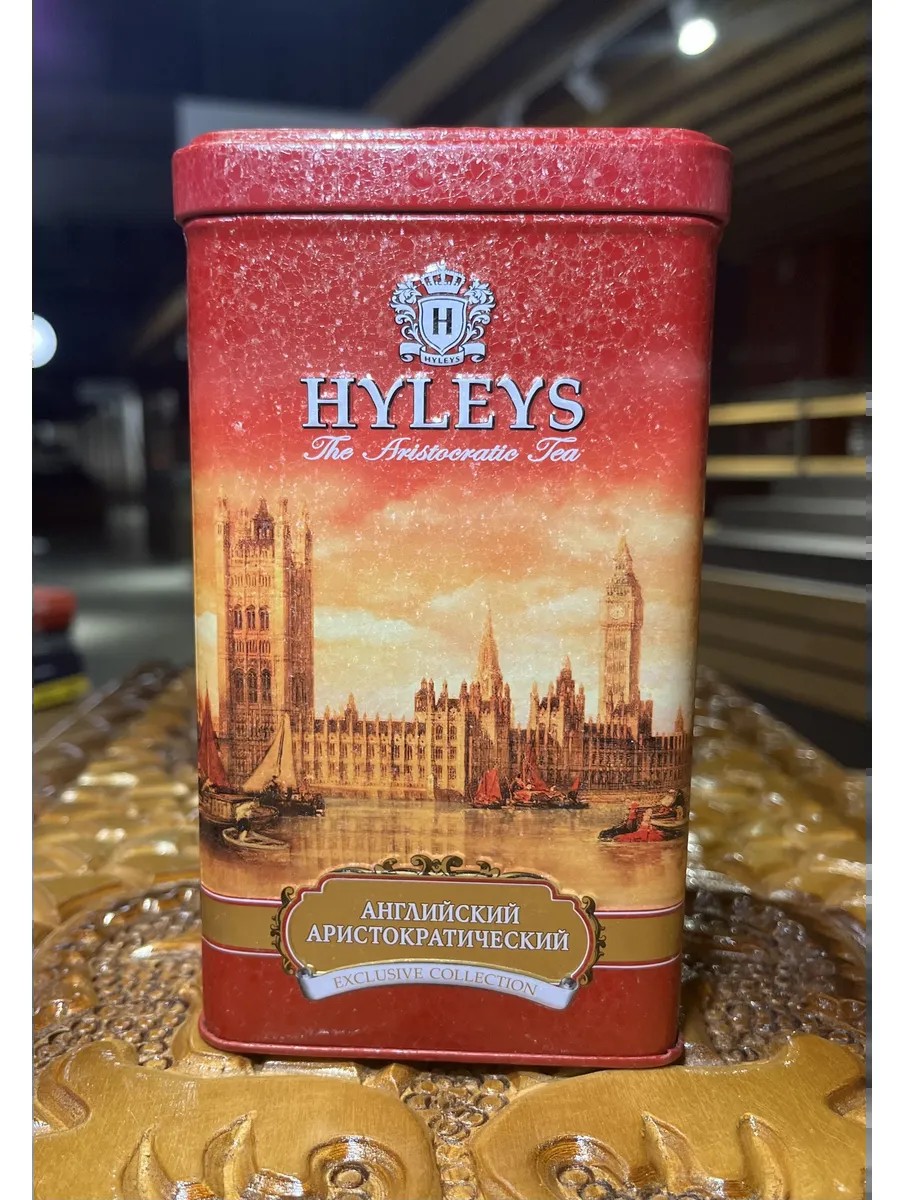 H
HYLEYS
HYLEYS
The Aristocratic Tea
АНГЛИЙСКИЙ
АРИСТОКРАТИЧЕСКИЙ
EXCLUSIVE COLLECTION